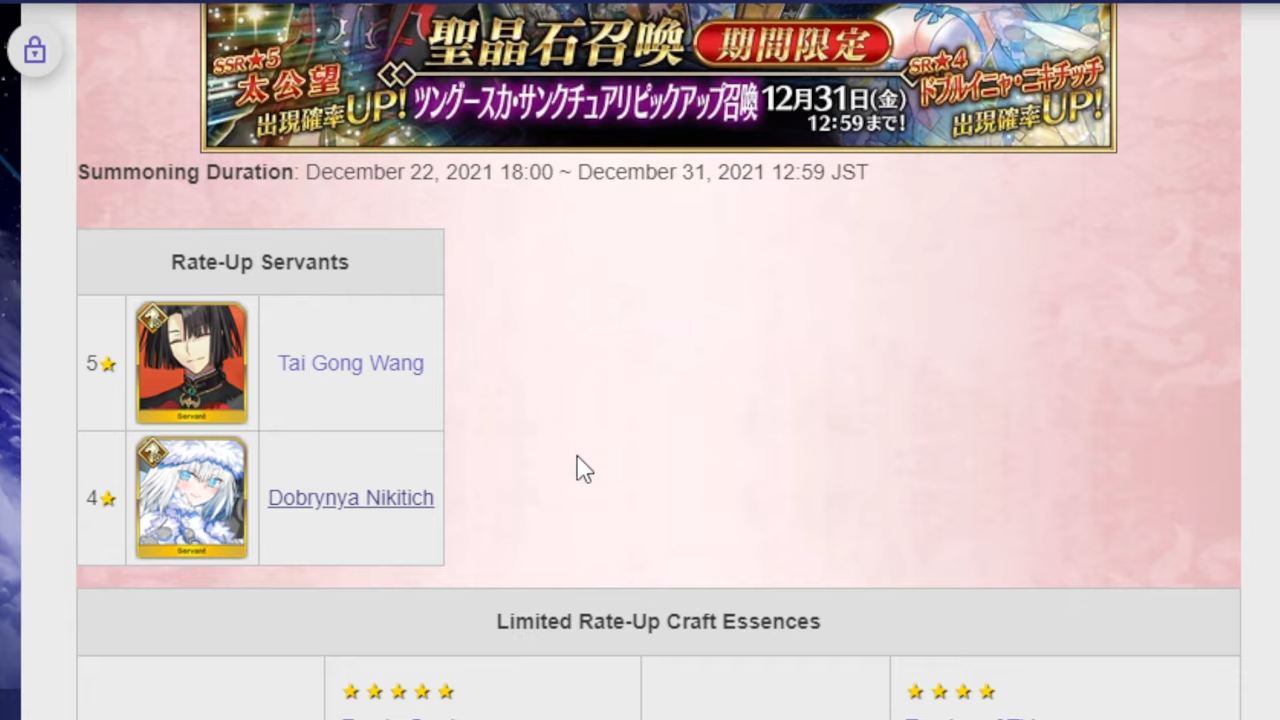 聖晶石召喚 期間限定
SSR★5
太公望
出現確率UP!
ツングースカ・サンクチュアリピックアップ召喚
12月31日(金)
12:59まで!
SR★4
ドブルイニャ・ニキチッチ
出現確率UP!
Summoning Duration: December 22, 2021 18:00 ~ December 31, 2021 12:59 JST
Rate-Up Servants
5★ Servant Tai Gong Wang
4★ Servant Dobrynya Nikitich
Limited Rate-Up Craft Essences
★★★★★ ★★★★